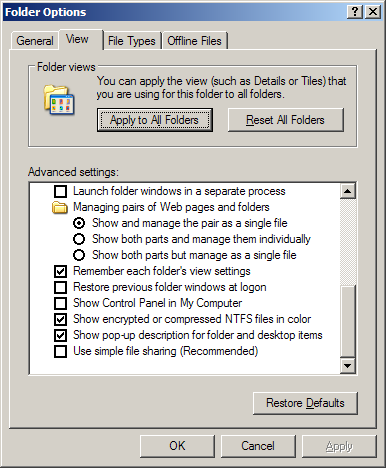 Folder Options
General View File Types Offline Files
Folder views
You can apply the view (such as Details or Tiles) that
you are using for this folder to all folders.
Apply to All Folders Reset All Folders
Advanced settings:
Launch folder windows in a separate process
Managing pairs of Web pages and folders
Show and manage the pair as a single file
Show both parts and manage them individually
Show both parts but manage as a single file
Remember each folder's view settings
Restore previous folder windows at logon
Show Control Panel in My Computer
Show encrypted or compressed NTFS files in color
Show pop-up description for folder and desktop items
Use simple file sharing (Recommended)
Restore Defaults
OK Cancel Apply